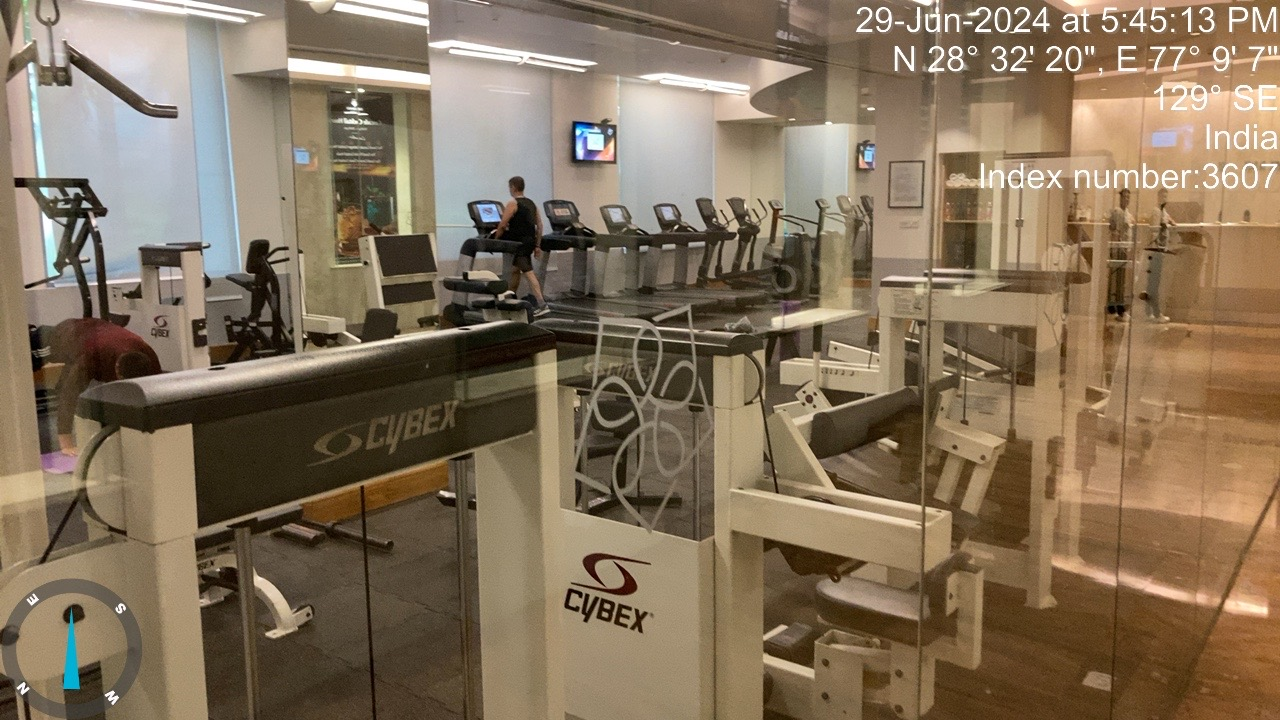 29-Jun-2024 at 5:45:13 PM
N 28° 32' 20", E 77° 9' 7"
129° SE
India
Index number:3607
CYBEX
CYBEX
CYBEX
E
S
N
W